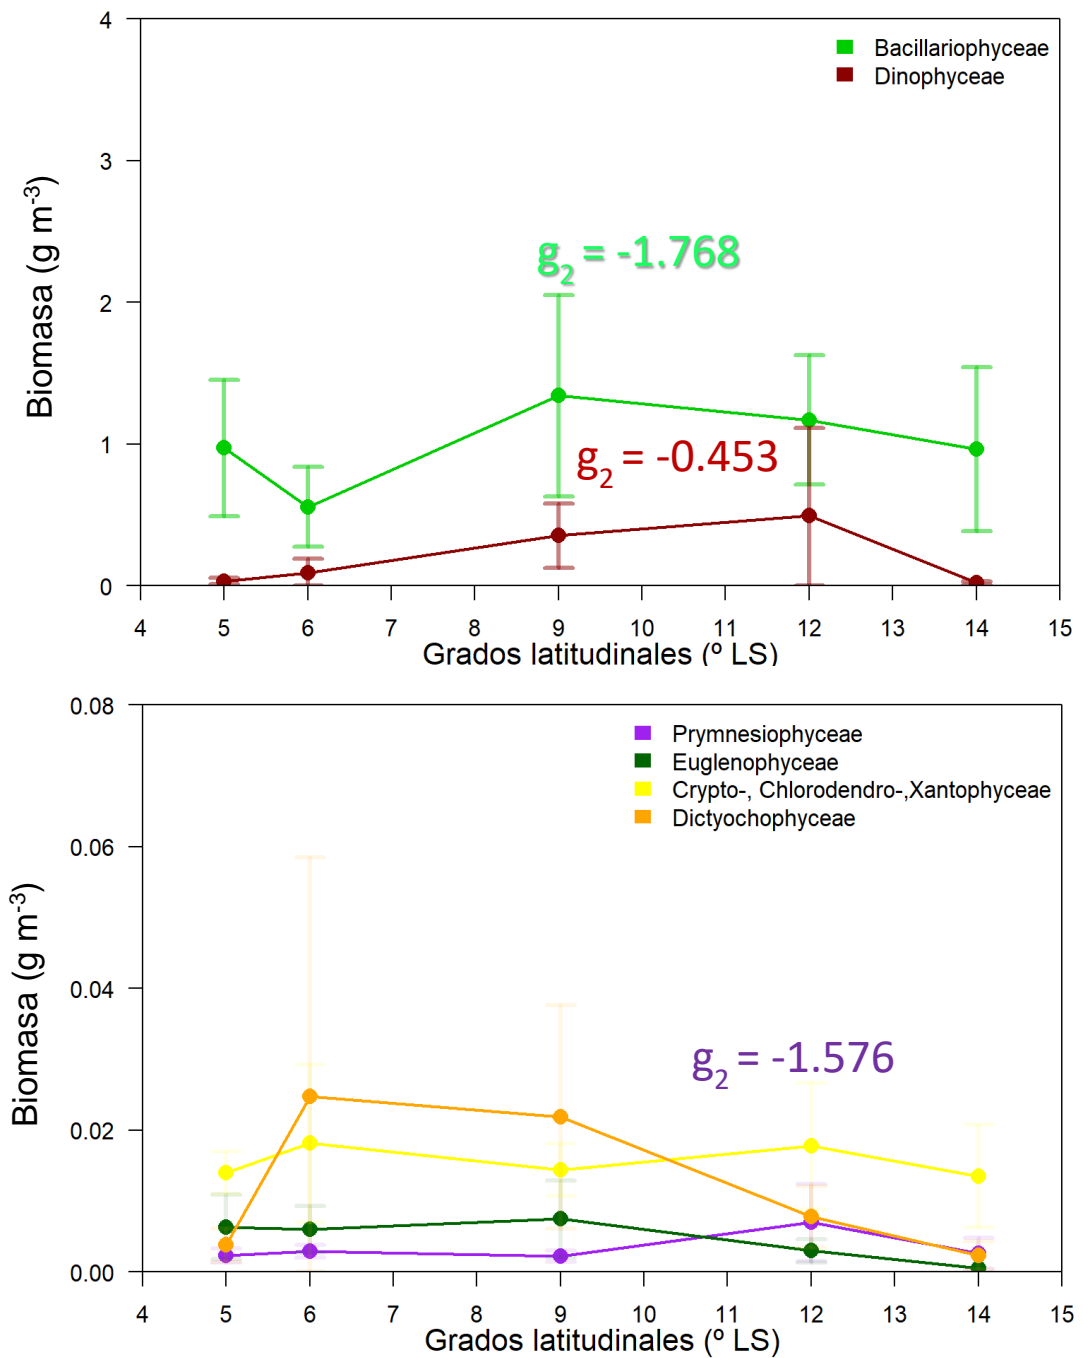 4
Bacillariophyceae
Dinophyceae
3
Biomasa (g m⁻³)
g₂ = -1.768
2
g₂ = -0.453
1
0
4 5 6 7 8 9 10 11 12 13 14 15
Grados latitudinales (º LS)
0.08
Prymnesiophyceae
Euglenophyceae
Crypto-, Chlorodendro-,Xantophyceae
Dictyochophyceae
0.06
Biomasa (g m⁻³)
0.04
g₂ = -1.576
0.02
0.00
4 5 6 7 8 9 10 11 12 13 14 15
Grados latitudinales (º LS)